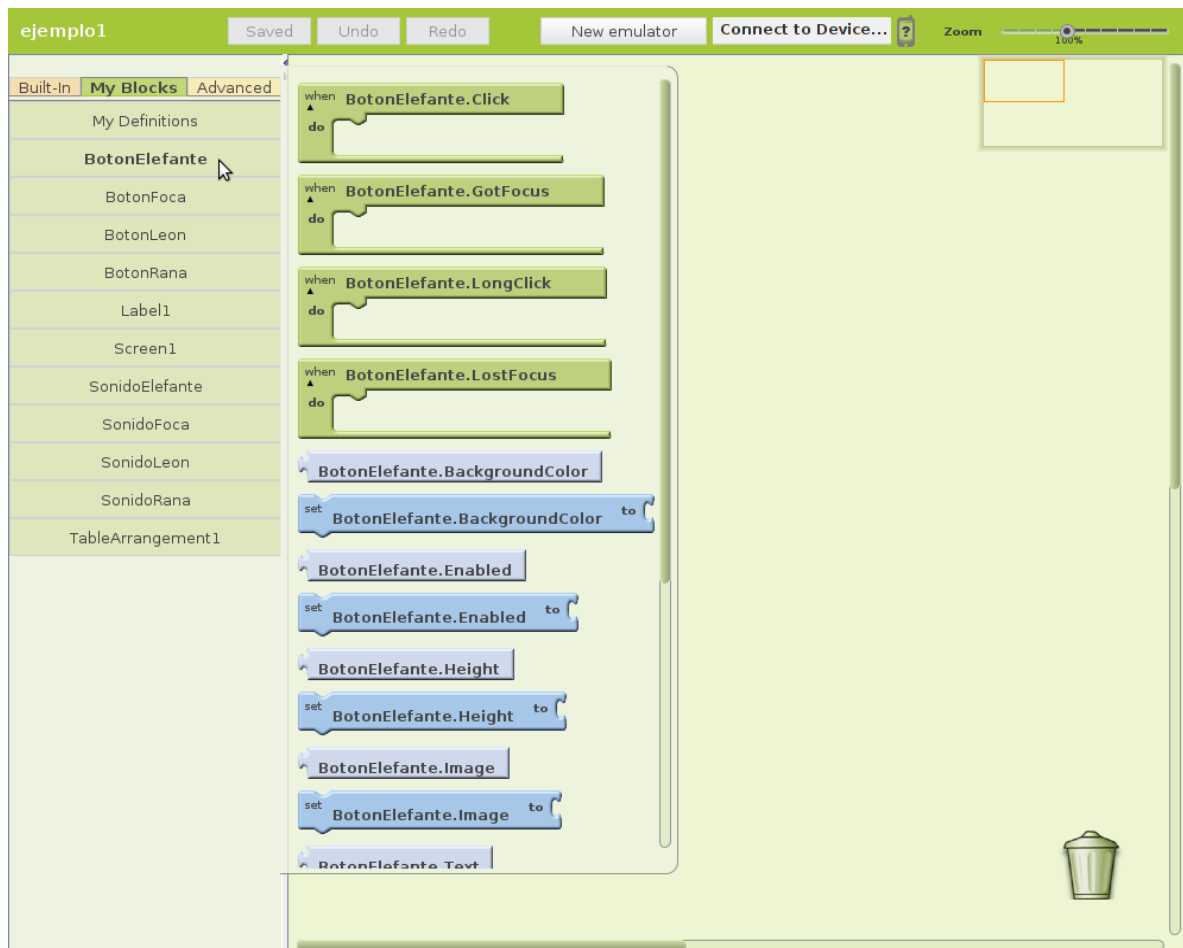 ejemplo1
Saved
Undo
Redo
New emulator
Connect to Device...
?
Zoom
100%
Built-In
My Blocks
Advanced
My Definitions
BotonElefante
BotonFoca
BotonLeon
BotonRana
Label1
Screen1
SonidoElefante
SonidoFoca
SonidoLeon
SonidoRana
TableArrangement1
when BotonElefante.Click
do
when BotonElefante.GotFocus
do
when BotonElefante.LongClick
do
when BotonElefante.LostFocus
do
BotonElefante.BackgroundColor
set BotonElefante.BackgroundColor to
BotonElefante.Enabled
set BotonElefante.Enabled to
BotonElefante.Height
set BotonElefante.Height to
BotonElefante.Image
set BotonElefante.Image to
BotonElefante.Text